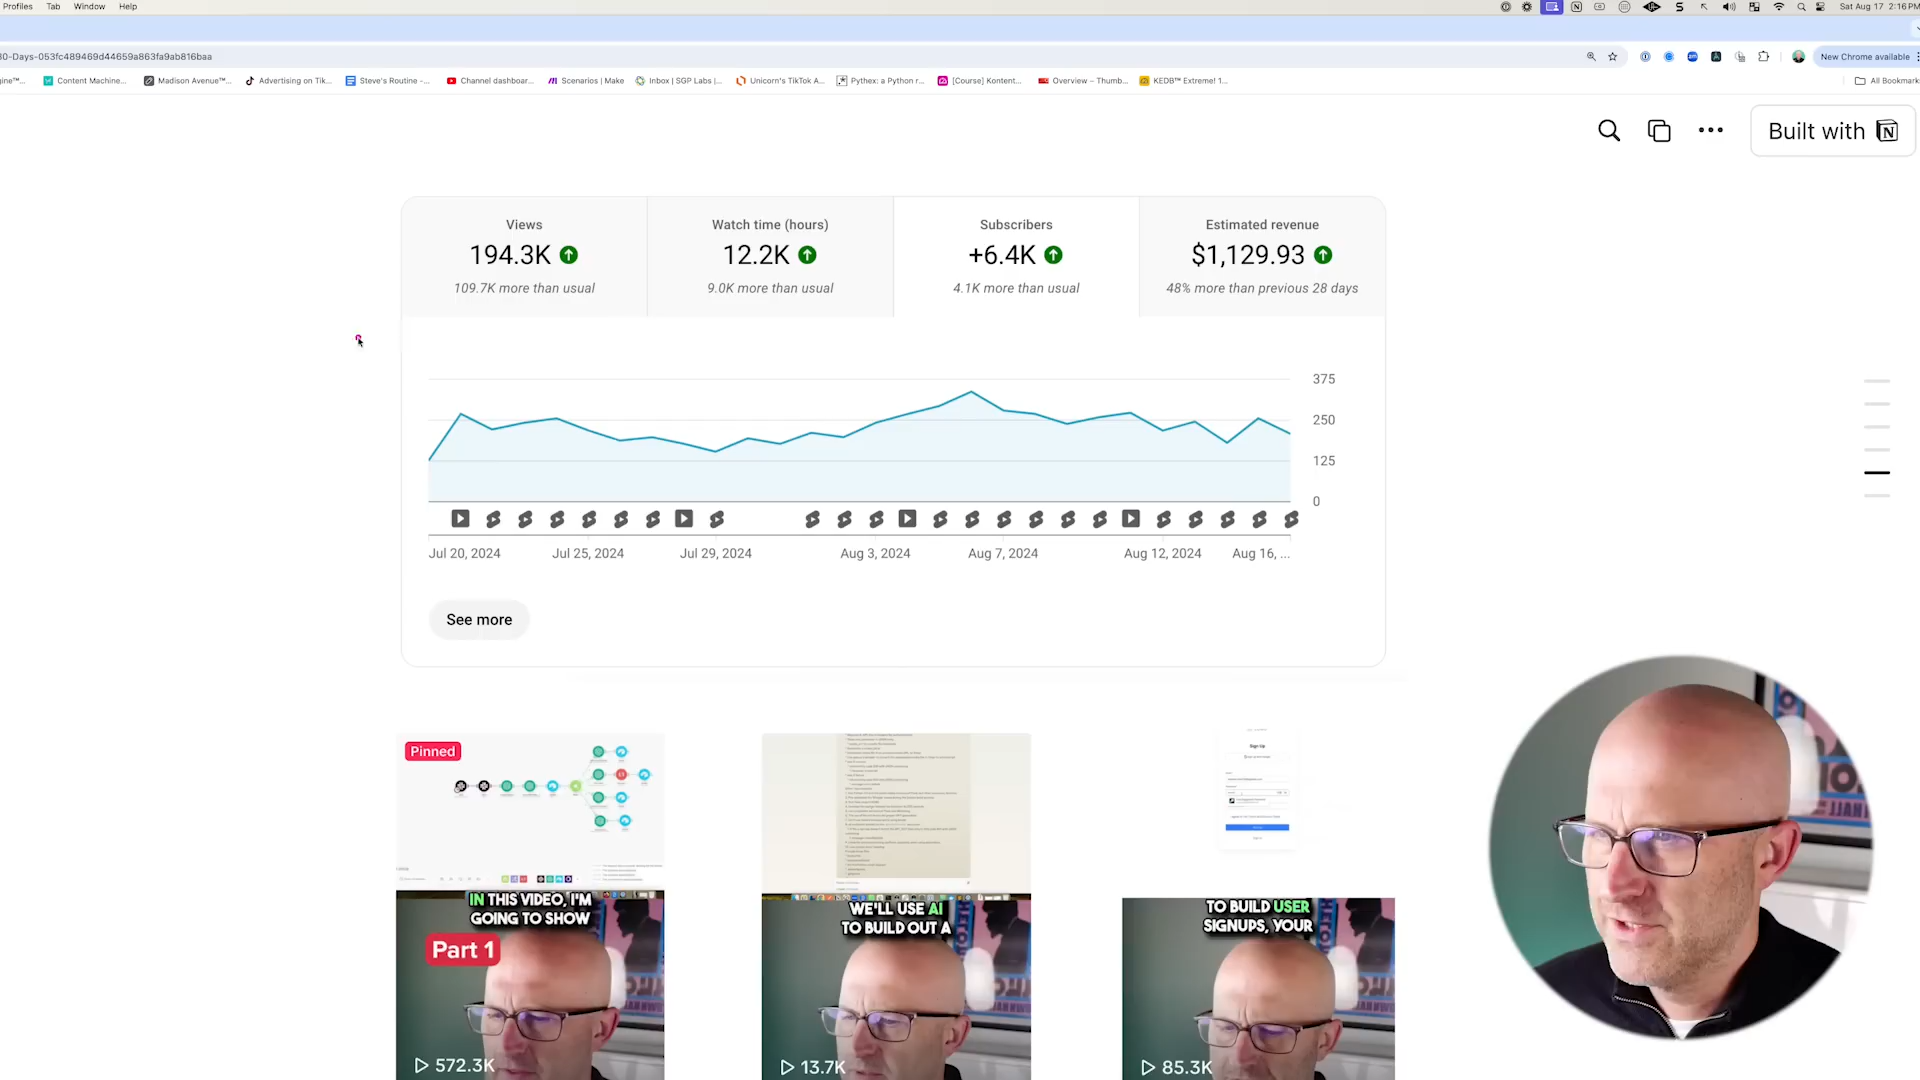 Profiles Tab Window Help
Sat Aug 17 2:16 PM
30-Days-053fc489469d44659a863fa9ab816baa
New Chrome available
gine™... Content Machine... Madison Avenue™... Advertising on Tik... Steve's Routine -... Channel dashboar... Scenarios | Make Inbox | SGP Labs |... Unicorn's TikTok A... Pythex: a Python r... [Course] Kontent... Overview – Thumb... KEDB™ Extreme! 1...
All Bookmark
Built with
Views
194.3K
109.7K more than usual
Watch time (hours)
12.2K
9.0K more than usual
Subscribers
+6.4K
4.1K more than usual
Estimated revenue
$1,129.93
48% more than previous 28 days
375
250
125
0
Jul 20, 2024 Jul 25, 2024 Jul 29, 2024 Aug 3, 2024 Aug 7, 2024 Aug 12, 2024 Aug 16, ...
See more
Pinned
IN THIS VIDEO, I'M
GOING TO SHOW
Part 1
572.3K
WE'LL USE AI
TO BUILD OUT A
13.7K
Sign Up
TO BUILD USER
SIGNUPS, YOUR
85.3K